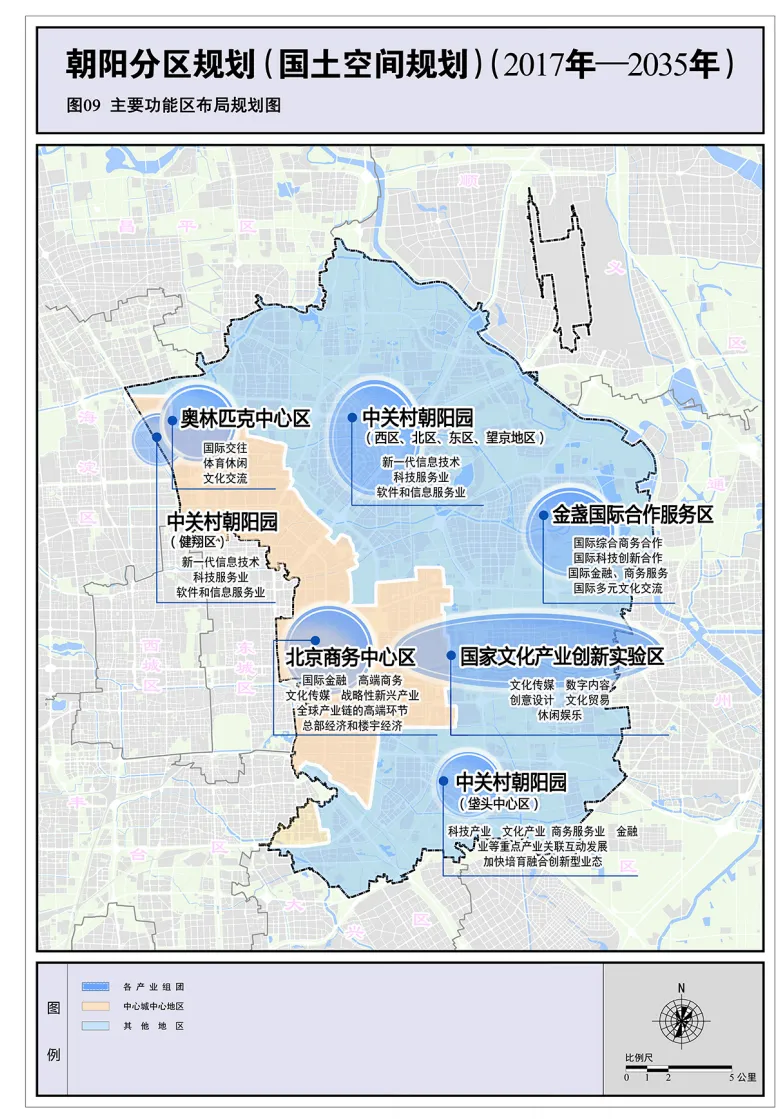 朝阳分区规划(国土空间规划)(2017年—2035年)
图09 主要功能区布局规划图
顺
昌平区
义
区
海淀区
奥林匹克中心区
国际交往
体育休闲
文化交流
中关村朝阳园
(西区、北区、东区、望京地区)
新一代信息技术
科技服务业
软件和信息服务业
通
中关村朝阳园
(健翔区)
新一代信息技术
科技服务业
软件和信息服务业
金盏国际合作服务区
国际综合商务合作
国际科技创新合作
国际金融、商务服务
国际多元文化交流
西城区
东城区
北京商务中心区
国际金融 高端商务
文化传媒 战略性新兴产业
全球产业链的高端环节
总部经济和楼宇经济
国家文化产业创新实验区
文化传媒 数字内容
创意设计 文化贸易
休闲娱乐
州
中关村朝阳园
(垡头中心区)
科技产业 文化产业 商务服务业 金融
业等重点产业关联互动发展
加快培育融合创新型业态
区
丰台区
大兴区
图例
各产业组团
中心城中心地区
其他地区
N
比例尺
0 1 2 5公里